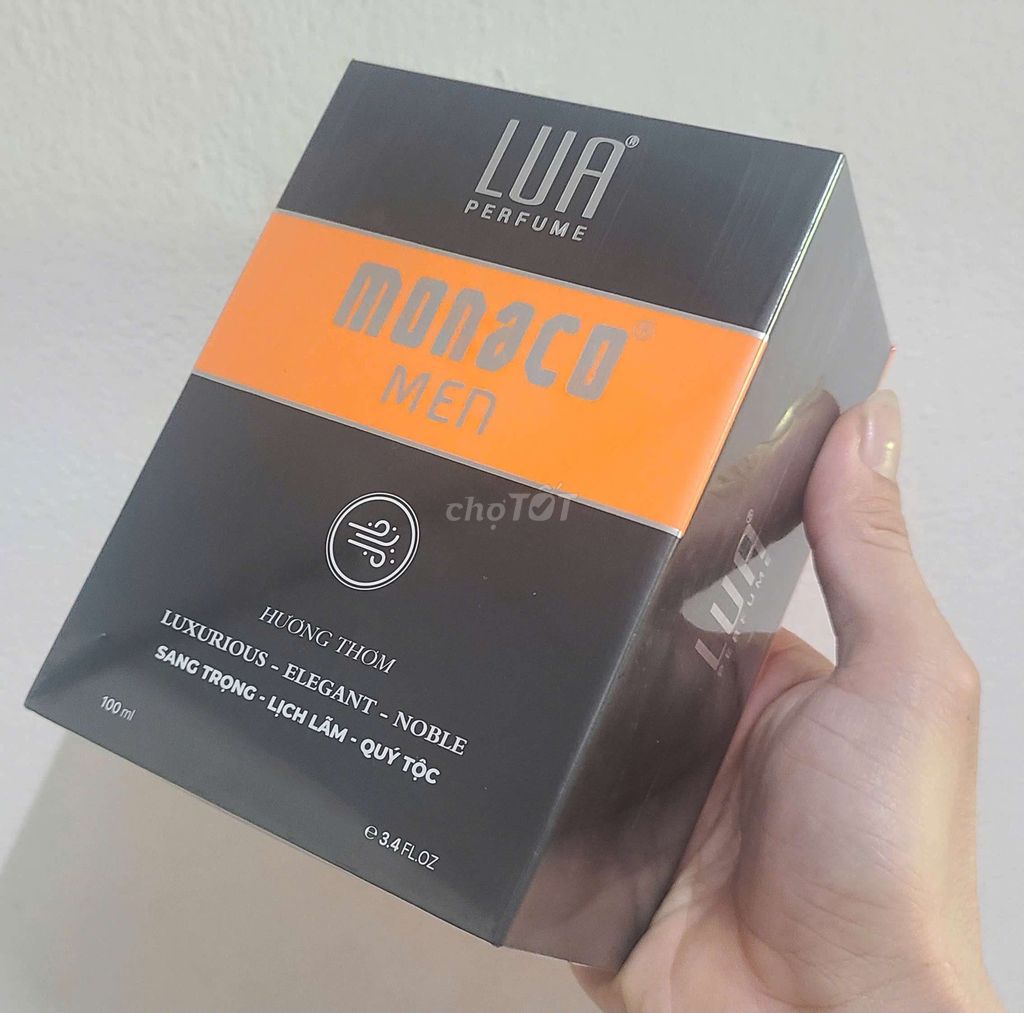 LUA®
PERFUME
monaco®
MEN
chợTỐT
HƯƠNG THƠM
LUXURIOUS - ELEGANT - NOBLE
SANG TRỌNG - LỊCH LÃM - QUÝ TỘC
100 ml
℮ 3.4 FL.OZ
LUA®
PERFUME